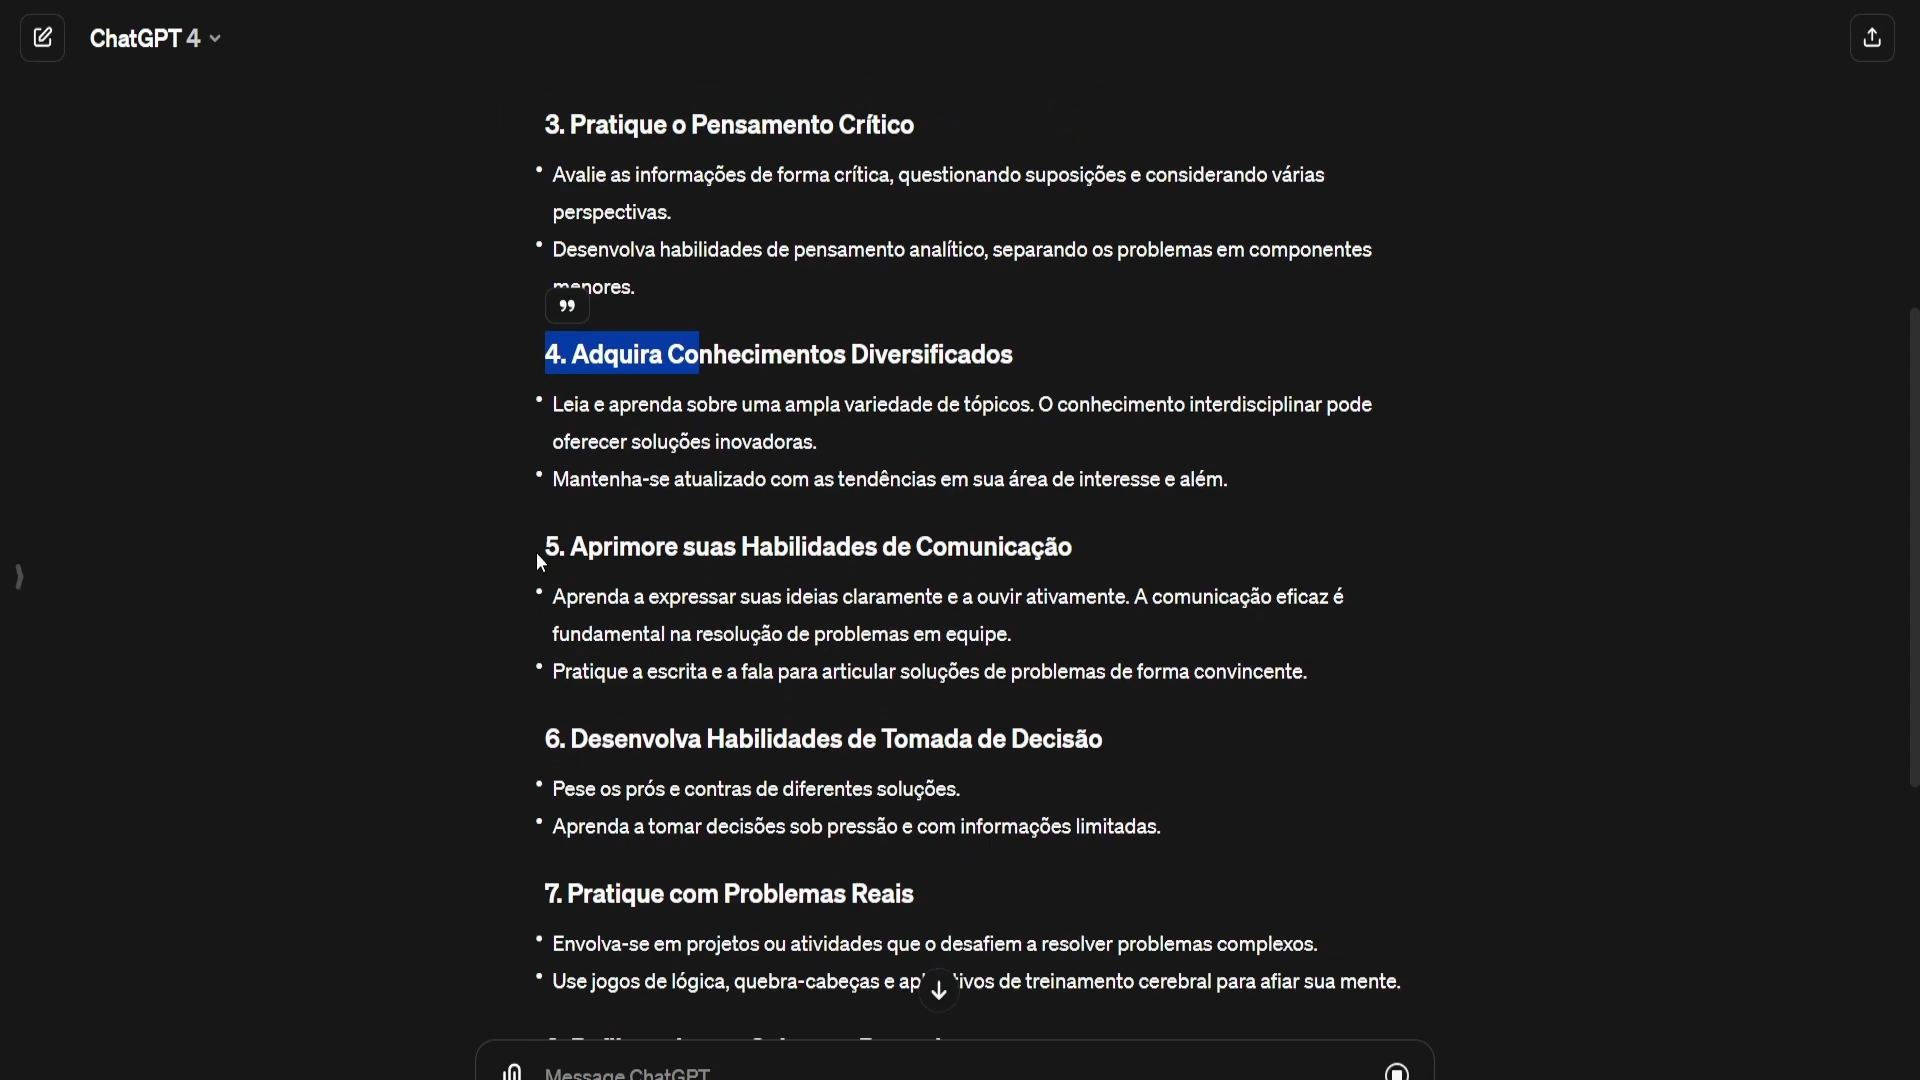 ChatGPT 4
3. Pratique o Pensamento Crítico
Avalie as informações de forma crítica, questionando suposições e considerando várias
perspectivas.
Desenvolva habilidades de pensamento analítico, separando os problemas em componentes
menores.
4. Adquira Conhecimentos Diversificados
Leia e aprenda sobre uma ampla variedade de tópicos. O conhecimento interdisciplinar pode
oferecer soluções inovadoras.
Mantenha-se atualizado com as tendências em sua área de interesse e além.
5. Aprimore suas Habilidades de Comunicação
Aprenda a expressar suas ideias claramente e a ouvir ativamente. A comunicação eficaz é
fundamental na resolução de problemas em equipe.
Pratique a escrita e a fala para articular soluções de problemas de forma convincente.
6. Desenvolva Habilidades de Tomada de Decisão
Pese os prós e contras de diferentes soluções.
Aprenda a tomar decisões sob pressão e com informações limitadas.
7. Pratique com Problemas Reais
Envolva-se em projetos ou atividades que o desafiem a resolver problemas complexos.
Use jogos de lógica, quebra-cabeças e aplicativos de treinamento cerebral para afiar sua mente.
Message ChatGPT